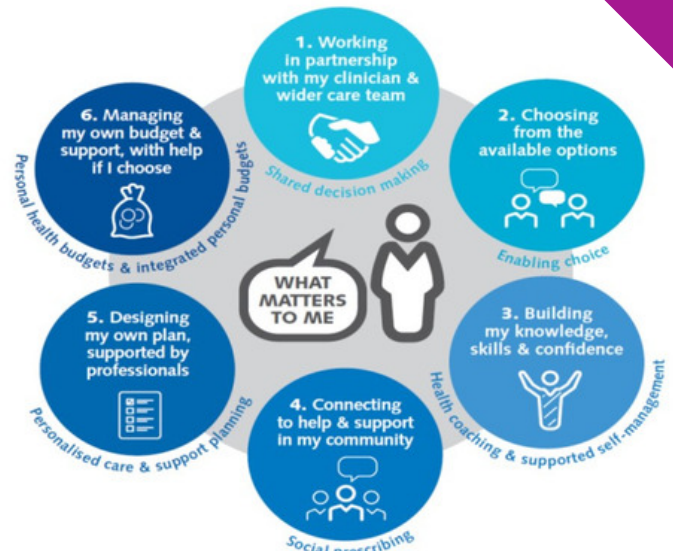 1. Working
in partnership
with my clinician &
wider care team
Shared decision making
2. Choosing
from the
available options
Enabling choice
3. Building
my knowledge,
skills & confidence
Health coaching & supported self-management
4. Connecting
to help & support
in my community
Social prescribing
5. Designing
my own plan,
supported by
professionals
Personalised care & support planning
6. Managing
my own budget &
support, with help
if I choose
Personal health budgets & integrated personal budgets
WHAT
MATTERS
TO ME